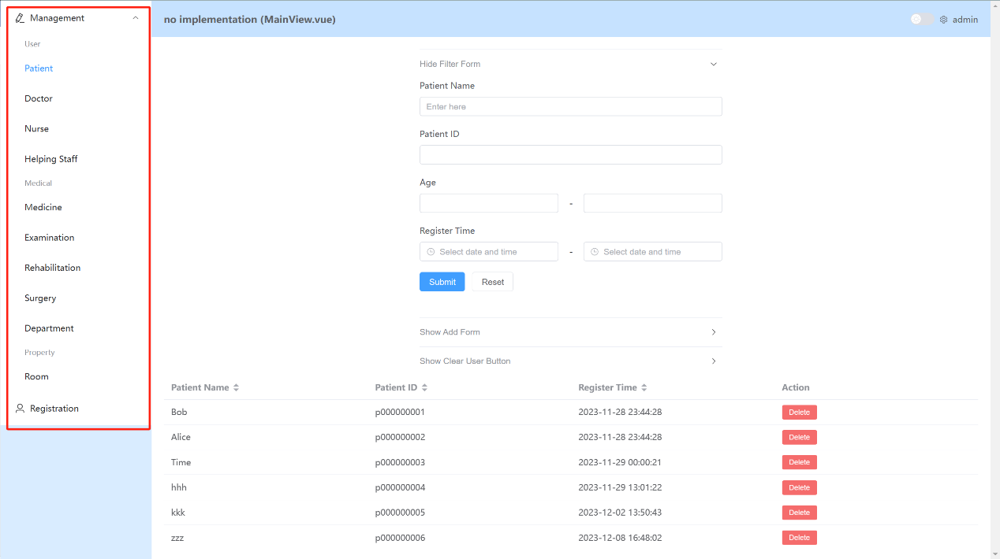 Management
User
Patient
Doctor
Nurse
Helping Staff
Medical
Medicine
Examination
Rehabilitation
Surgery
Department
Property
Room
Registration
no implementation (MainView.vue)
admin
Hide Filter Form
Patient Name
Enter here
Patient ID
Age
-
Register Time
Select date and time - Select date and time
Submit Reset
Show Add Form
Show Clear User Button
Patient Name Patient ID Register Time Action
Bob p000000001 2023-11-28 23:44:28 Delete
Alice p000000002 2023-11-28 23:44:28 Delete
Time p000000003 2023-11-29 00:00:21 Delete
hhh p000000004 2023-11-29 13:01:22 Delete
kkk p000000005 2023-12-02 13:50:43 Delete
zzz p000000006 2023-12-08 16:48:02 Delete